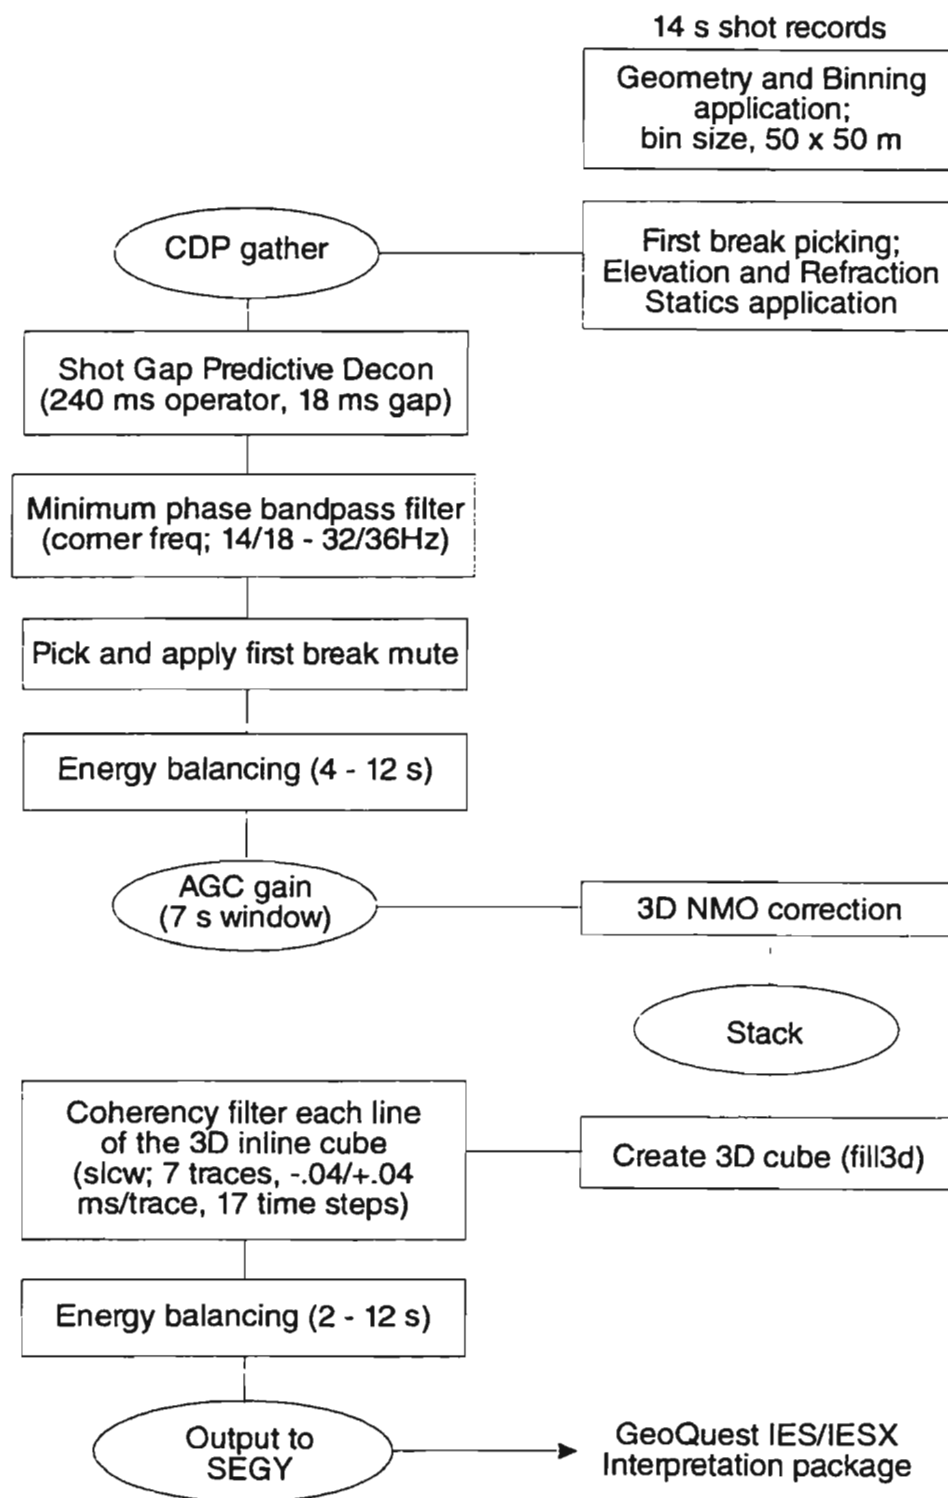 14 s shot records
Geometry and Binning
application;
bin size, 50 x 50 m
First break picking;
Elevation and Refraction
Statics application
CDP gather
Shot Gap Predictive Decon
(240 ms operator, 18 ms gap)
Minimum phase bandpass filter
(corner freq; 14/18 - 32/36Hz)
Pick and apply first break mute
Energy balancing (4 - 12 s)
AGC gain
(7 s window)
3D NMO correction
Stack
Create 3D cube (fill3d)
Coherency filter each line
of the 3D inline cube
(slcw; 7 traces, -.04/+.04
ms/trace, 17 time steps)
Energy balancing (2 - 12 s)
Output to
SEGY
GeoQuest IES/IESX
Interpretation package